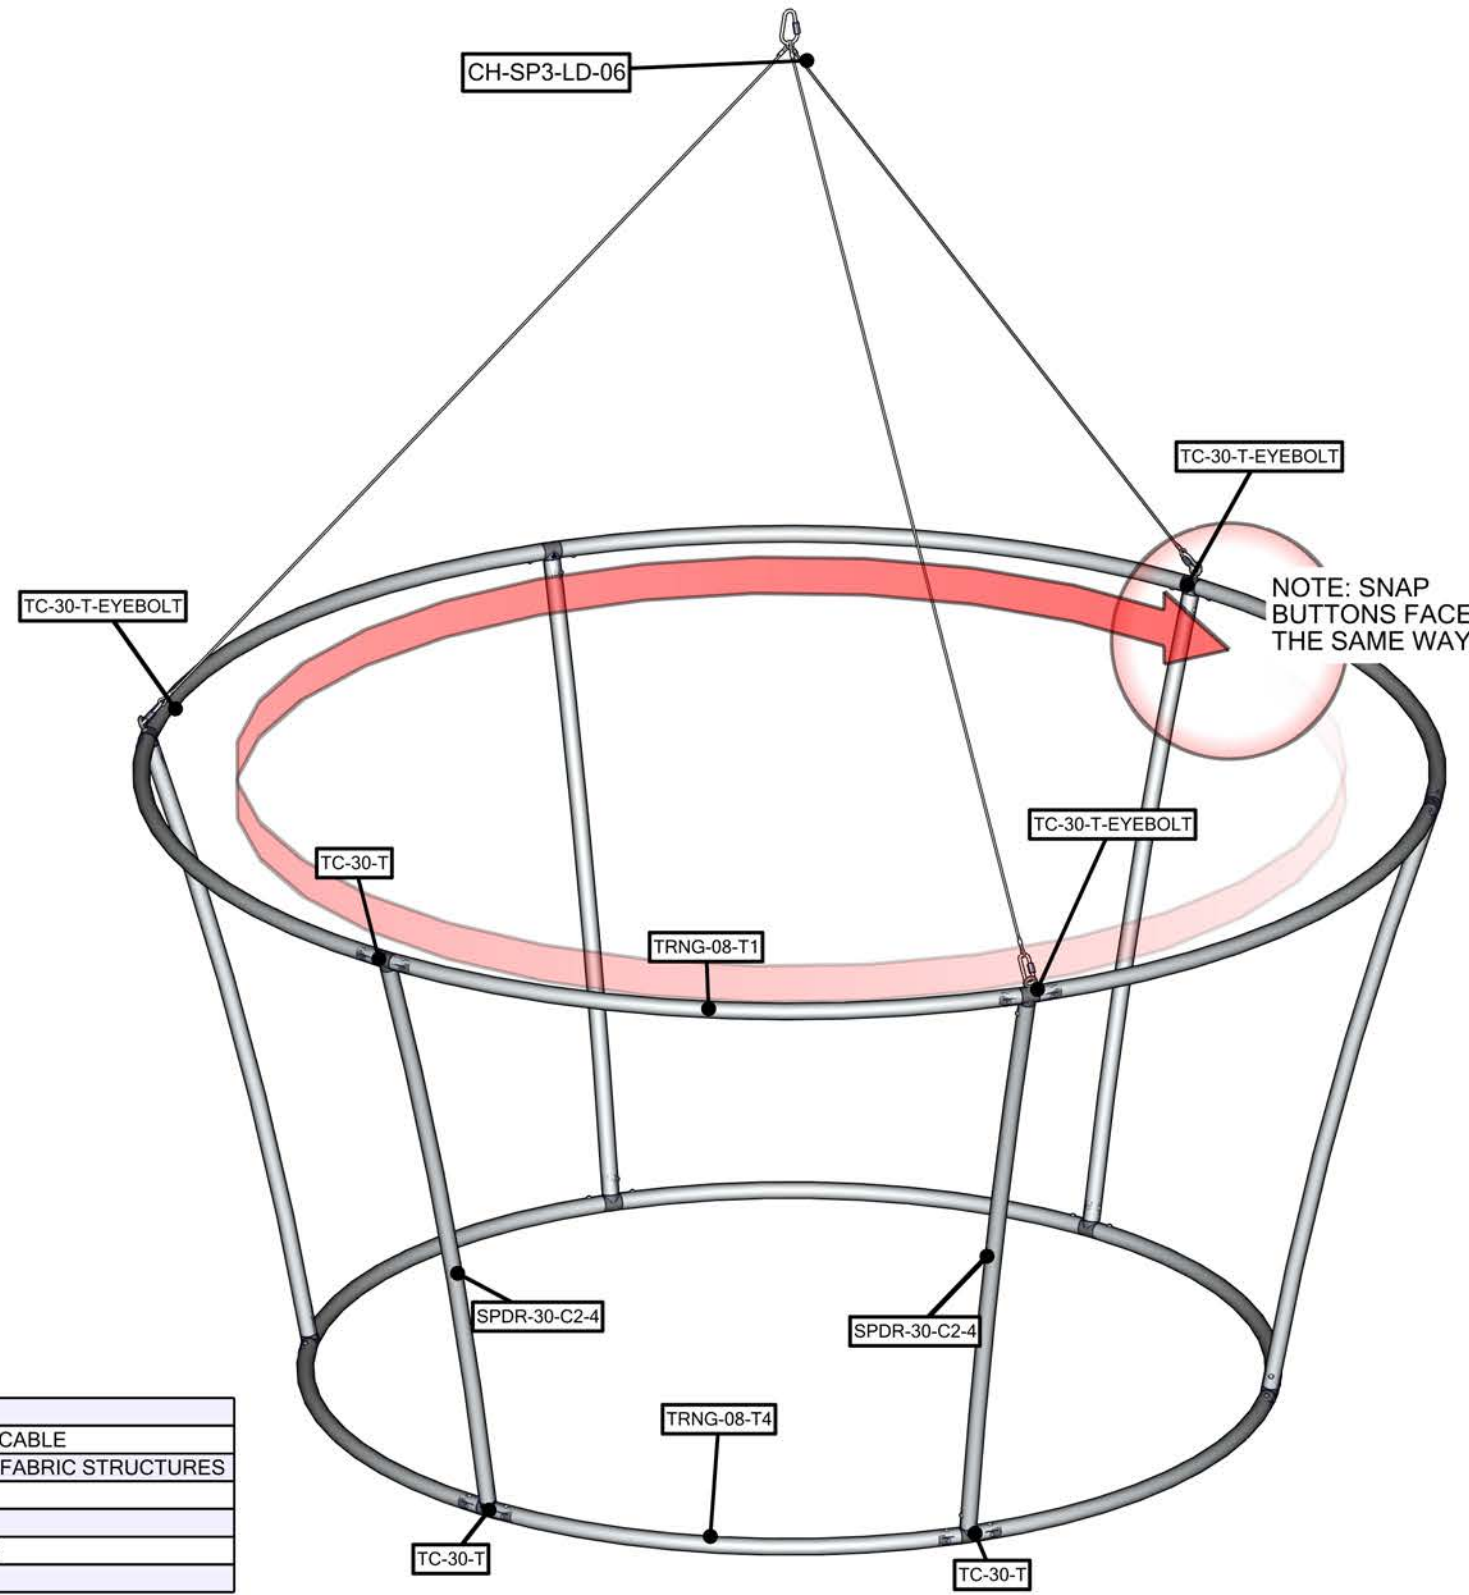 CH-SP3-LD-06
TC-30-T-EYEBOLT
NOTE: SNAP
BUTTONS FACE
THE SAME WAY
TC-30-T-EYEBOLT
TC-30-T-EYEBOLT
TC-30-T
TRNG-08-T1
SPDR-30-C2-4
SPDR-30-C2-4
TRNG-08-T4
CABLE
FABRIC STRUCTURES
TC-30-T
TC-30-T